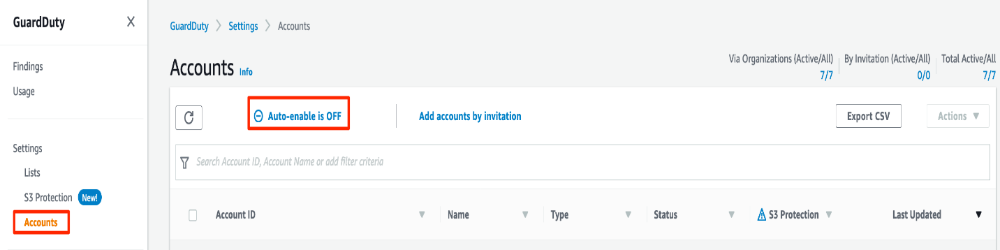 GuardDuty
Findings
Usage
Settings
Lists
S3 Protection New!
Accounts
GuardDuty Settings Accounts
Accounts Info
Via Organizations (Active/All) By Invitation (Active/All) Total Active/All
7/7 0/0 7/7
Auto-enable is OFF Add accounts by invitation Export CSV Actions
Search Account ID, Account Name or add filter criteria
Account ID Name Type Status S3 Protection Last Updated